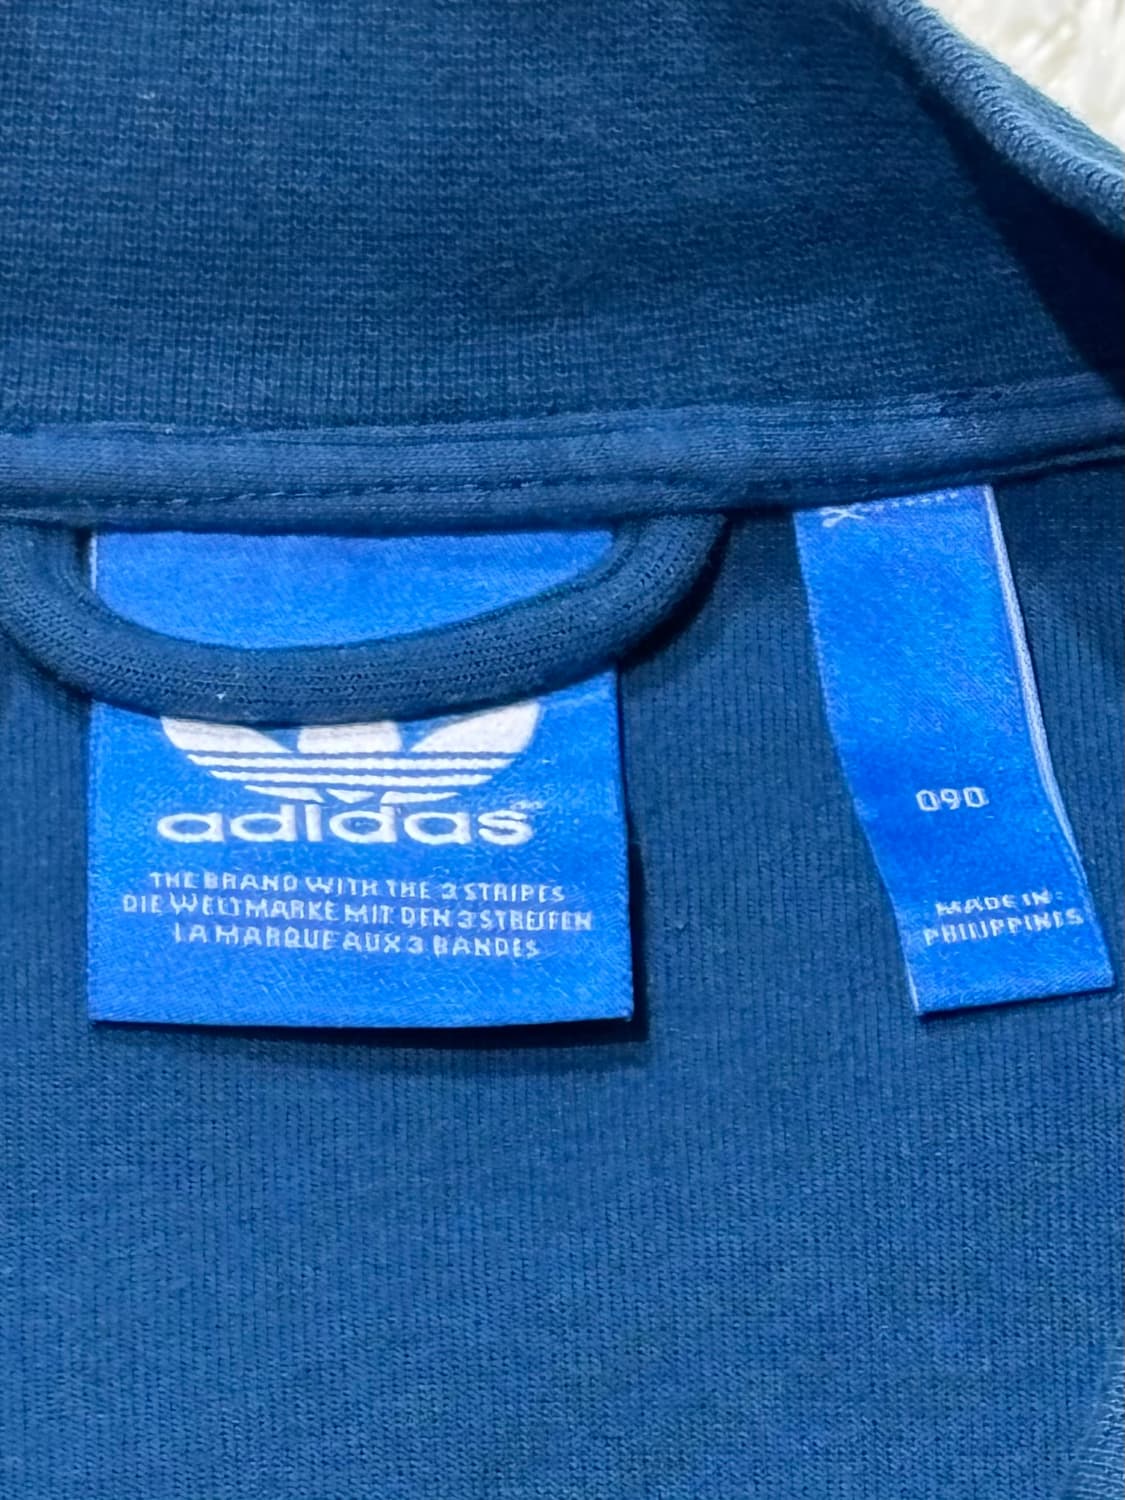 adidas
THE BRAND WITH THE 3 STRIPES
DIE WELTMARKE MIT DEN 3 STREIFEN
LA MARQUE AUX 3 BANDES
090
MADE IN
PHILIPPINES